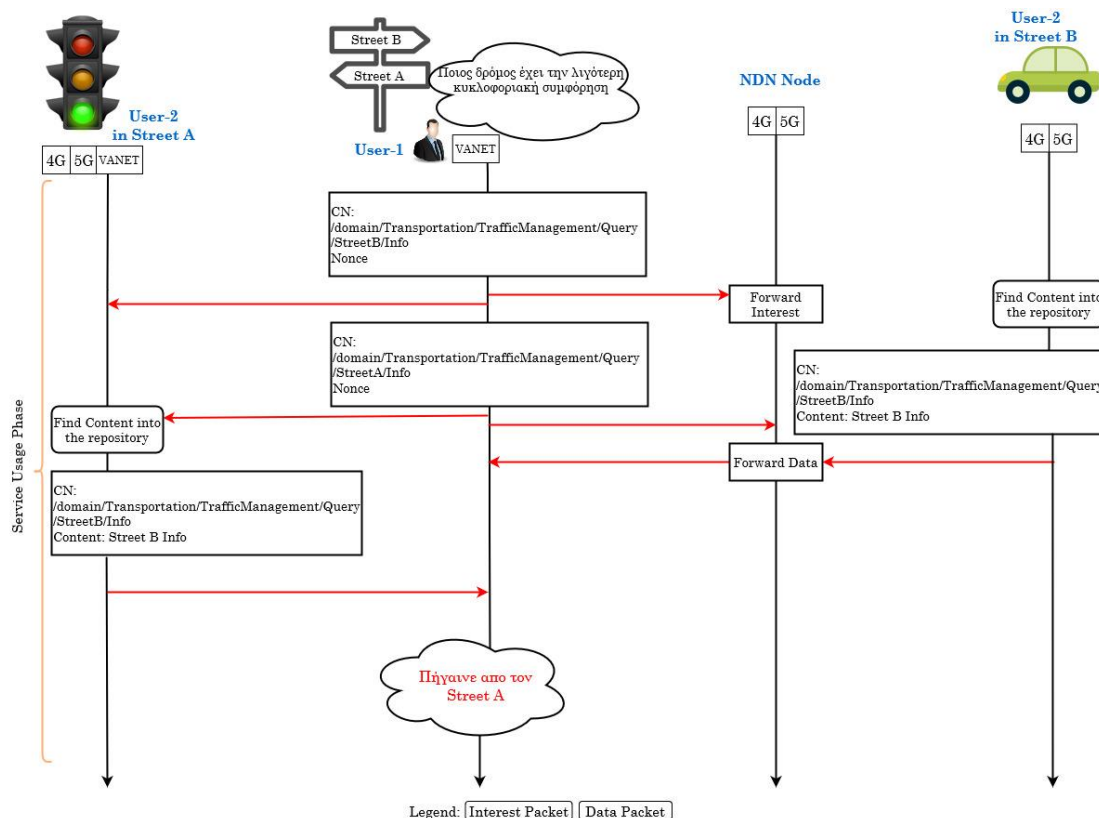 Street B
Street A
Ποιος δρόμος έχει την λιγότερη
κυκλοφοριακή συμφόρηση
User-2
in Street B
NDN Node
User-2
in Street A
User-1
4G 5G VANET
VANET
4G 5G
4G 5G
CN:
/domain/Transportation/TrafficManagement/Query
/StreetB/Info
Nonce
Forward
Interest
Find Content into
the repository
CN:
/domain/Transportation/TrafficManagement/Query
/StreetA/Info
Nonce
CN:
/domain/Transportation/TrafficManagement/Query
/StreetB/Info
Content: Street B Info
Find Content into
the repository
Forward Data
Service Usage Phase
CN:
/domain/Transportation/TrafficManagement/Query
/StreetB/Info
Content: Street B Info
Πήγαινε απο τον
Street A
Legend: Interest Packet Data Packet